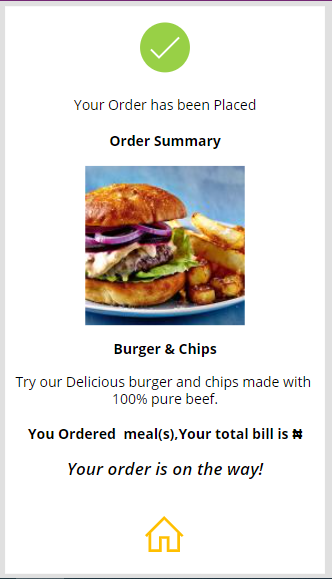 Your Order has been Placed
Order Summary
Burger & Chips
Try our Delicious burger and chips made with
100% pure beef.
You Ordered  meal(s),Your total bill is ₦
Your order is on the way!